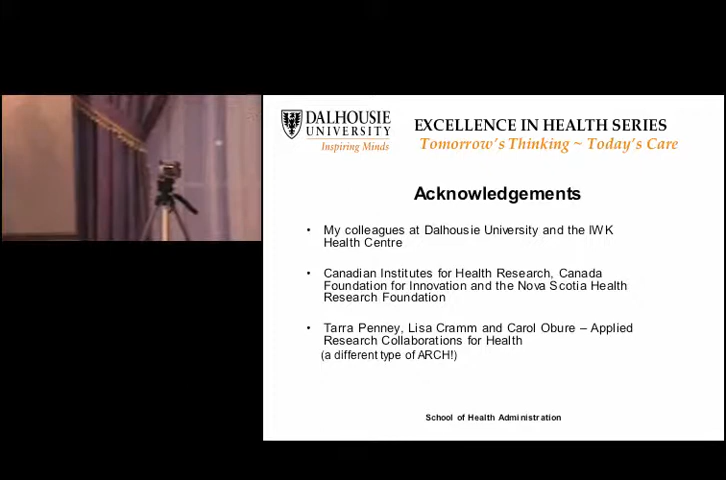 DALHOUSIE
UNIVERSITY
Inspiring Minds
EXCELLENCE IN HEALTH SERIES
Tomorrow's Thinking ~ Today's Care
Acknowledgements
• My colleagues at Dalhousie University and the IWK
Health Centre
• Canadian Institutes for Health Research, Canada
Foundation for Innovation and the Nova Scotia Health
Research Foundation
• Tarra Penney, Lisa Cramm and Carol Obure – Applied
Research Collaborations for Health
(a different type of ARCH!)
School of Health Administration